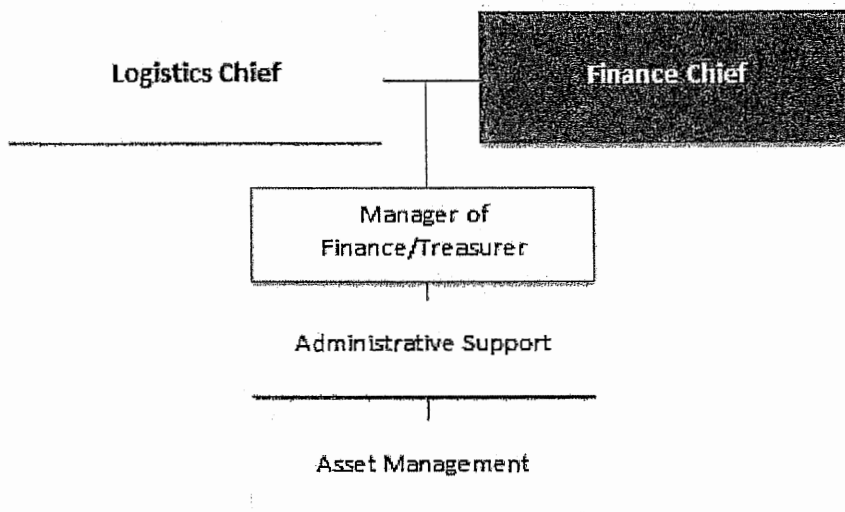 Logistics Chief
Finance Chief
Manager of
Finance/Treasurer
Administrative Support
Asset Management